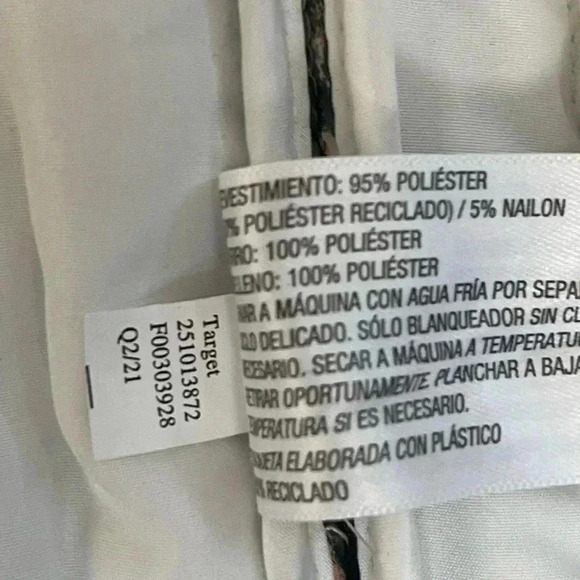 95% POLIÉSTER
% POLIÉSTER RECICLADO) / 5% NAILON
100% POLIÉSTER
100% POLIÉSTER
A MÁQUINA CON AGUA FRÍA POR
DELICADO. SÓLO BLANQUEADOR SIN
SECAR A MÁQUINA A
OPORTUNAMENTE. PLANCHAR A BAJA
SI ES NECESARIO.
ELABORADA CON PLÁSTICO
RECICLADO
Target
251013872
F00303928
Q2/21